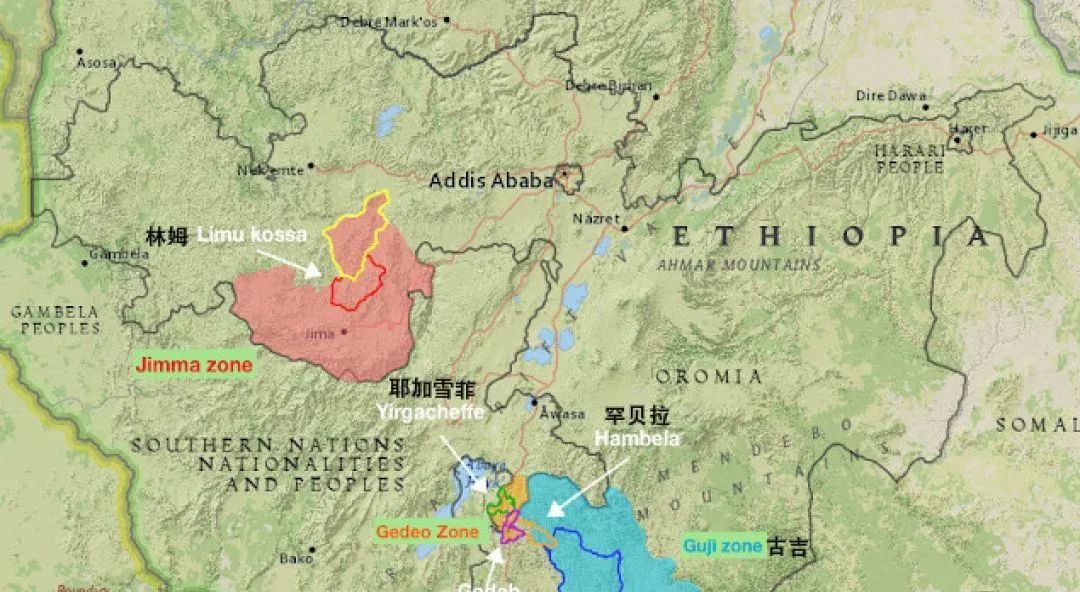 Debre Mark'os
Asosa
Debre Birhan
Dire Dawa
Harer
Jijiga
HARARI
PEOPLE
Nek'emte
Addis Ababa
Nazret
林姆 Limu kossa
ETHIOPIA
Gambela
AHMAR MOUNTAINS
GAMBELA
PEOPLES
Jima
Jimma zone
OROMIA
耶加雪菲
Yirgacheffe
Awasa
罕贝拉
Hambela
SOMAL
SOUTHERN NATIONS
NATIONALITIES
AND PEOPLES
MENDEBO
MOUNTAINS
Gedeo Zone
Guji zone 古吉
Bako